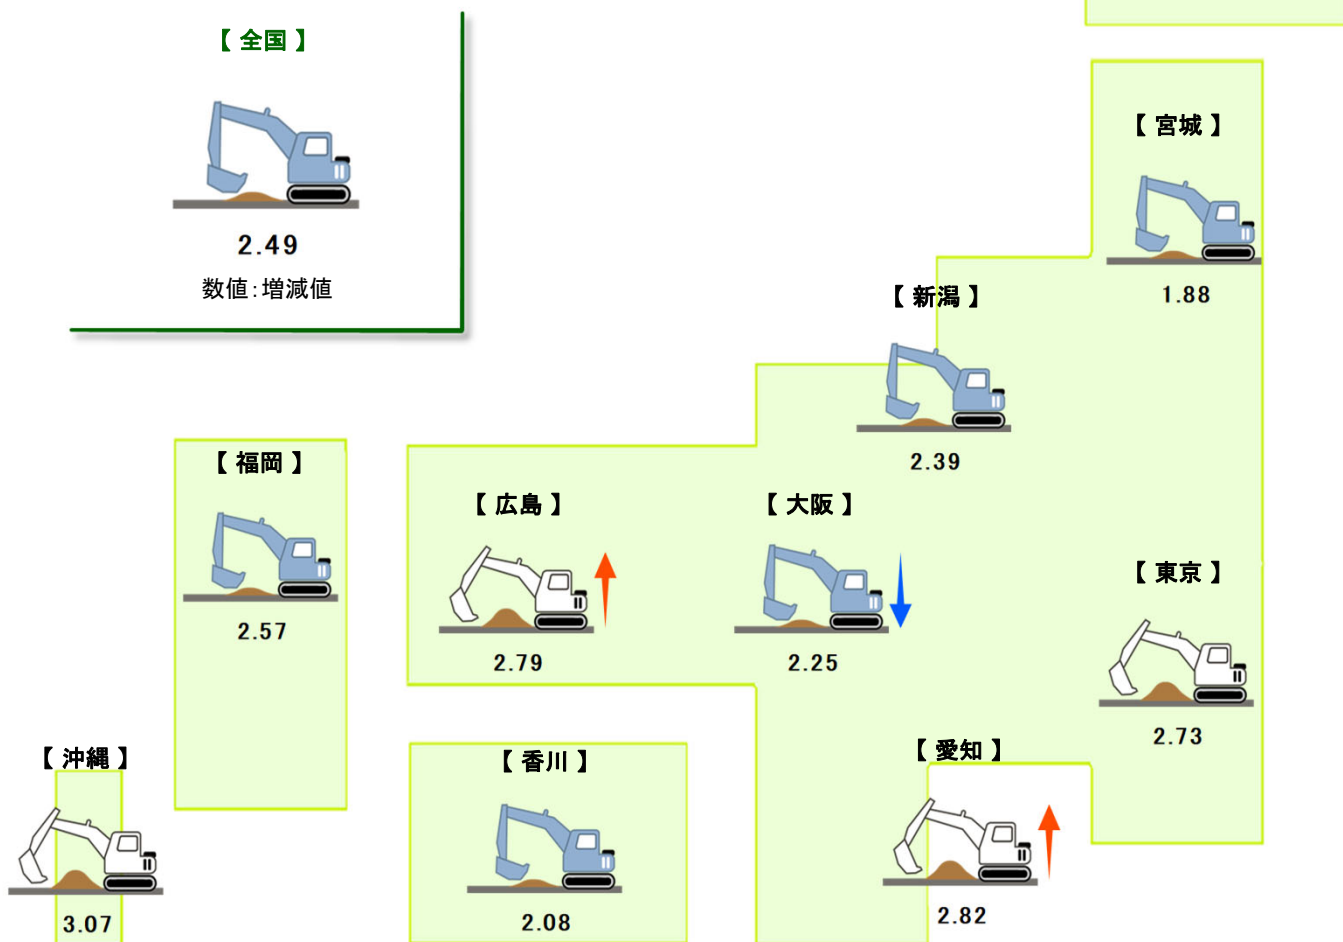 【 全国 】
2.49
数値:増減値
【 宮城 】
1.88
【 新潟 】
2.39
【 福岡 】
2.57
【 広島 】
2.79
【 大阪 】
2.25
【 東京 】
2.73
【 沖縄 】
3.07
【 香川 】
2.08
【 愛知 】
2.82